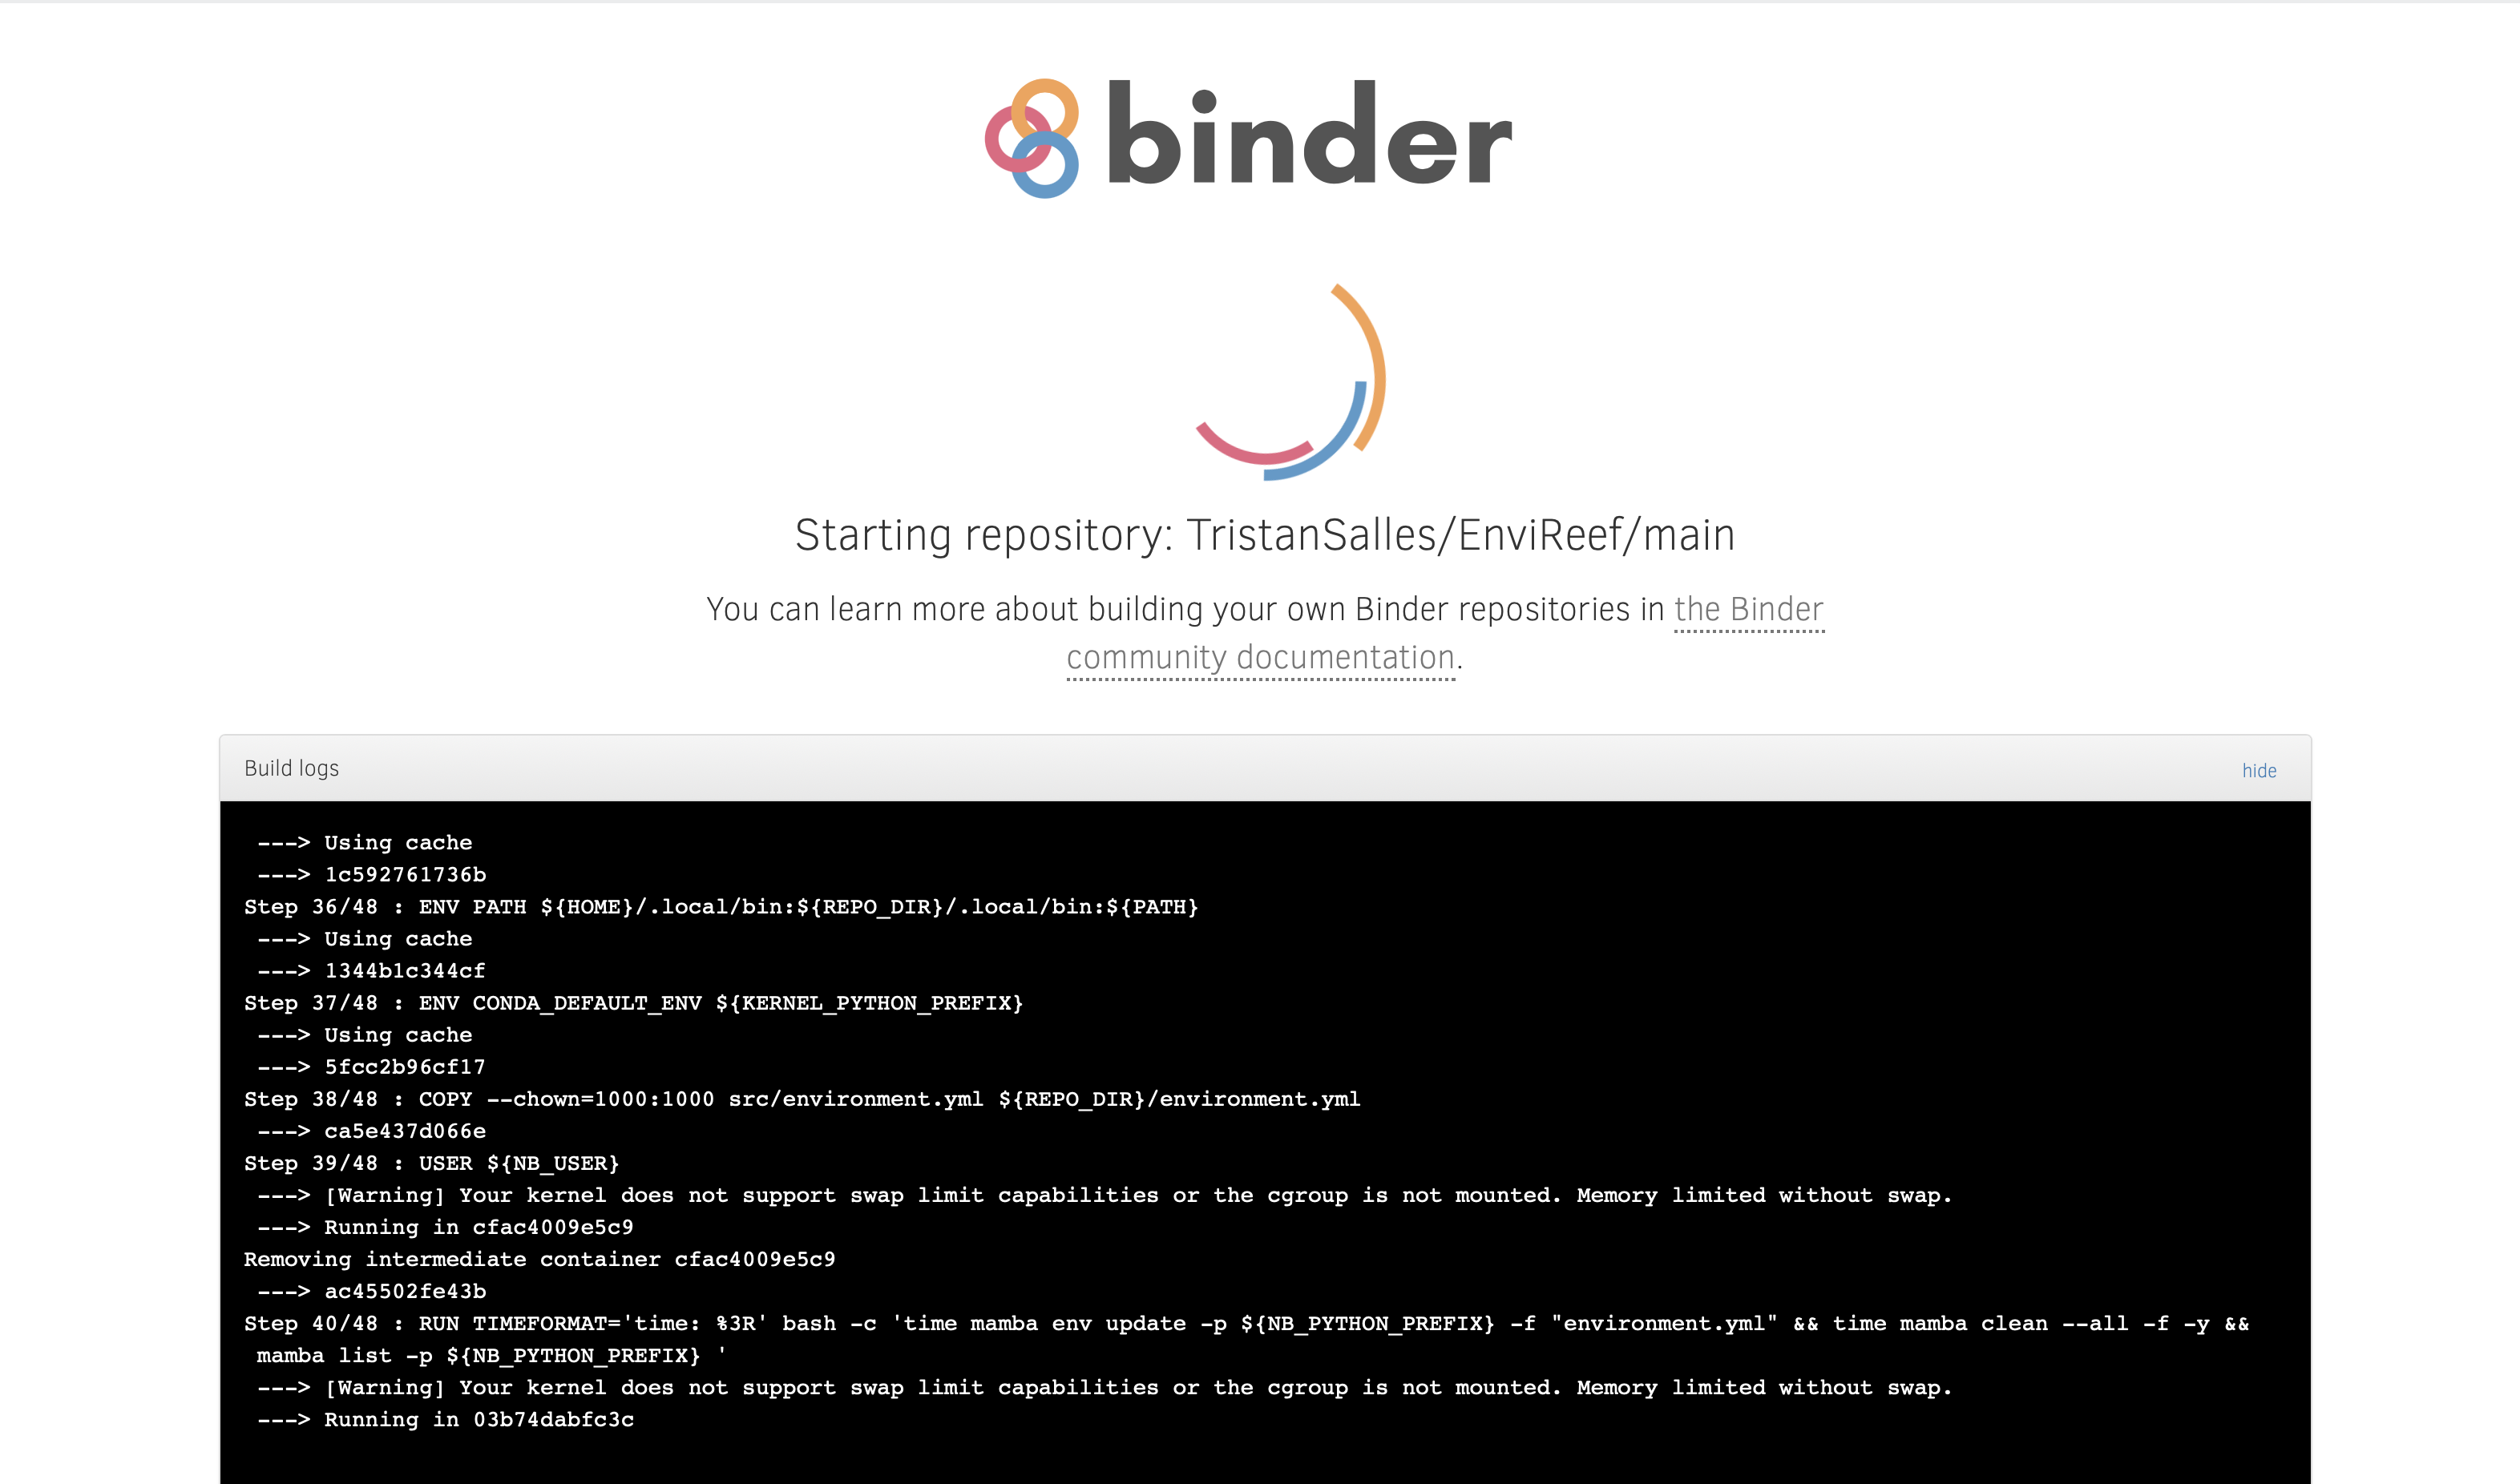 binder
Starting repository: TristanSalles/EnviReef/main
You can learn more about building your own Binder repositories in the Binder
community documentation.
Build logs
hide
---> Using cache
---> 1c592761736b
Step 36/48 : ENV PATH ${HOME}/.local/bin:${REPO_DIR}/.local/bin:${PATH}
---> Using cache
---> 1344b1c344cf
Step 37/48 : ENV CONDA_DEFAULT_ENV ${KERNEL_PYTHON_PREFIX}
---> Using cache
---> 5fcc2b96cf17
Step 38/48 : COPY --chown=1000:1000 src/environment.yml ${REPO_DIR}/environment.yml
---> ca5e437d066e
Step 39/48 : USER ${NB_USER}
---> [Warning] Your kernel does not support swap limit capabilities or the cgroup is not mounted. Memory limited without swap.
---> Running in cfac4009e5c9
Removing intermediate container cfac4009e5c9
---> ac45502fe43b
Step 40/48 : RUN TIMEFORMAT='time: %3R' bash -c 'time mamba env update -p ${NB_PYTHON_PREFIX} -f "environment.yml" && time mamba clean --all -f -y &&
mamba list -p ${NB_PYTHON_PREFIX} '
---> [Warning] Your kernel does not support swap limit capabilities or the cgroup is not mounted. Memory limited without swap.
---> Running in 03b74dabfc3c